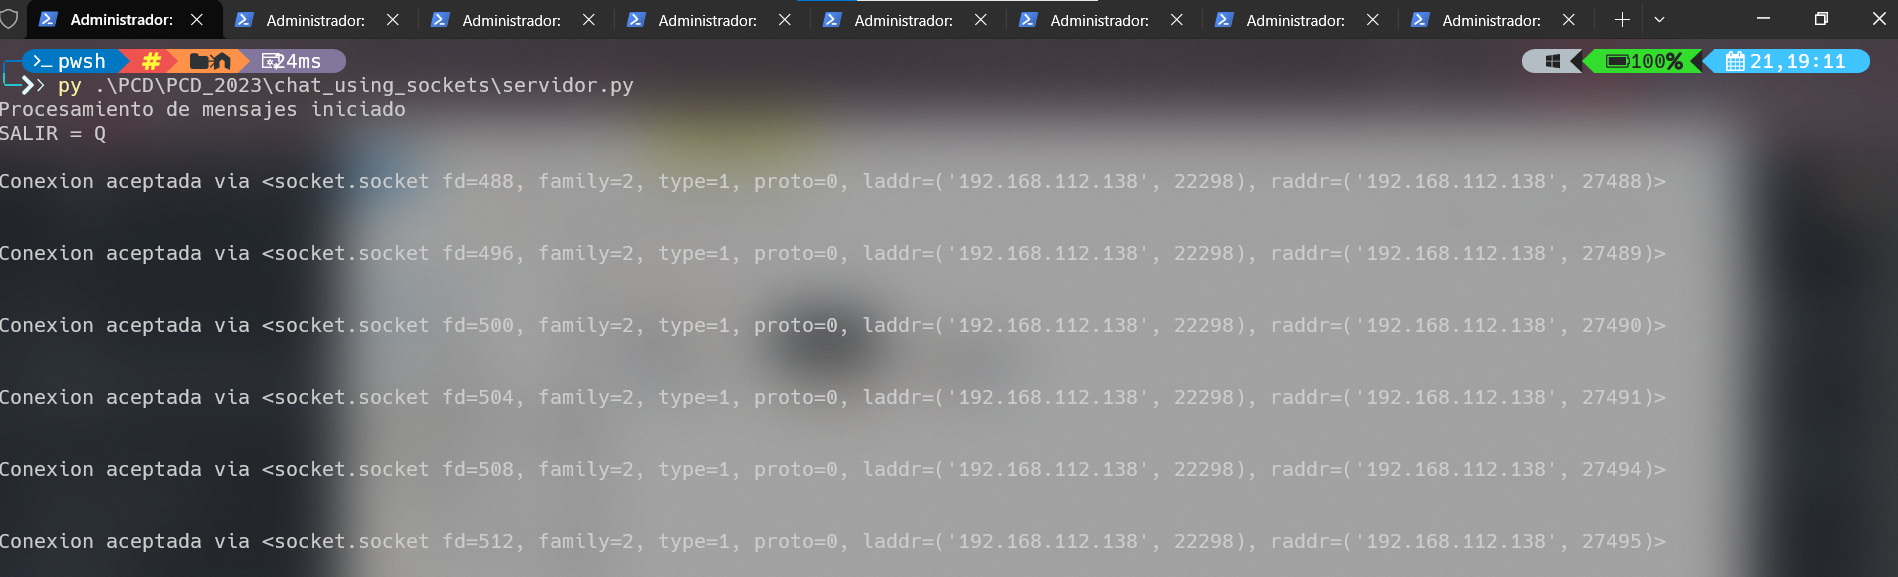 Administrador: Administrador: Administrador: Administrador: Administrador: Administrador: Administrador: Administrador:
pwsh # 24ms 100% 21,19:11
py .\PCD\PCD_2023\chat_using_sockets\servidor.py
Procesamiento de mensajes iniciado
SALIR = Q
Conexion aceptada via <socket.socket fd=488, family=2, type=1, proto=0, laddr=('192.168.112.138', 22298), raddr=('192.168.112.138', 27488)>
Conexion aceptada via <socket.socket fd=496, family=2, type=1, proto=0, laddr=('192.168.112.138', 22298), raddr=('192.168.112.138', 27489)>
Conexion aceptada via <socket.socket fd=500, family=2, type=1, proto=0, laddr=('192.168.112.138', 22298), raddr=('192.168.112.138', 27490)>
Conexion aceptada via <socket.socket fd=504, family=2, type=1, proto=0, laddr=('192.168.112.138', 22298), raddr=('192.168.112.138', 27491)>
Conexion aceptada via <socket.socket fd=508, family=2, type=1, proto=0, laddr=('192.168.112.138', 22298), raddr=('192.168.112.138', 27494)>
Conexion aceptada via <socket.socket fd=512, family=2, type=1, proto=0, laddr=('192.168.112.138', 22298), raddr=('192.168.112.138', 27495)>